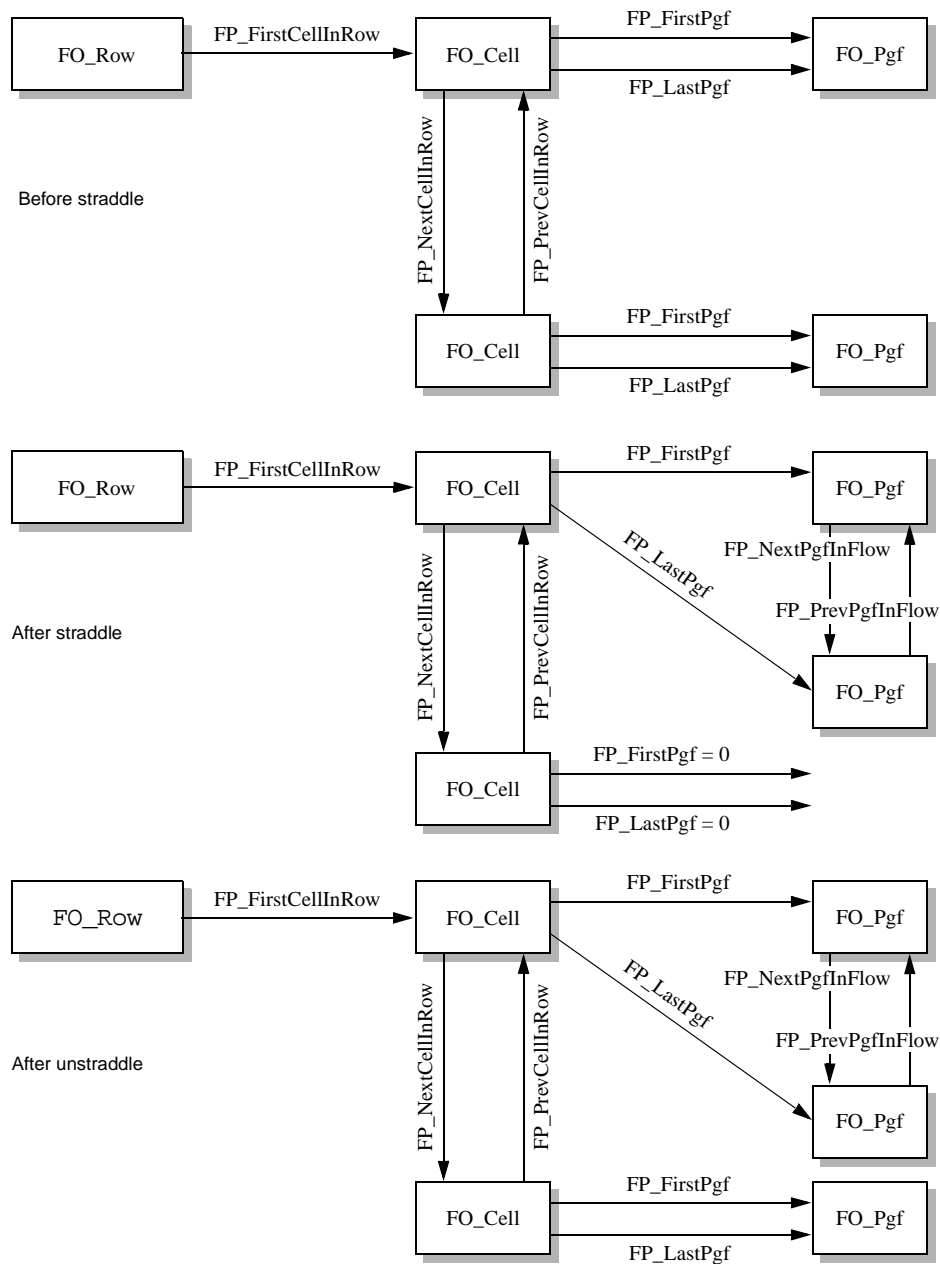 FP_FirstPgf
FP_FirstCellInRow
FO_Row
FO_Cell
FO_Pgf
FP_LastPgf
FP_NextCellInRow
FP_PrevCellInRow
Before straddle
FP_FirstPgf
FO_Cell
FO_Pgf
FP_LastPgf
FP_FirstPgf
FP_FirstCellInRow
FO_Row
FO_Cell
FO_Pgf
FP_LastPgf
FP_NextPgfInFlow
FP_NextCellInRow
FP_PrevCellInRow
FP_PrevPgfInFlow
After straddle
FO_Pgf
FP_FirstPgf = 0
FO_Cell
FP_LastPgf = 0
FP_FirstPgf
FP_FirstCellInRow
FO_Row
FO_Cell
FO_Pgf
FP_LastPgf
FP_NextPgfInFlow
FP_NextCellInRow
FP_PrevCellInRow
FP_PrevPgfInFlow
After unstraddle
FO_Pgf
FP_FirstPgf
FO_Cell
FO_Pgf
FP_LastPgf